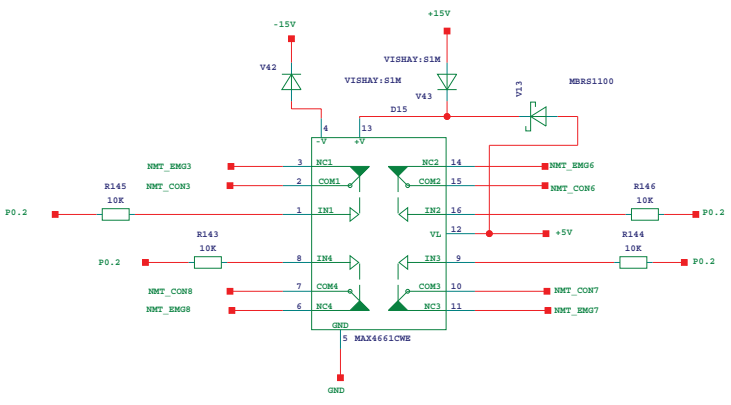 +15V
-15V
VISHAY:S1M
V42
VISHAY:S1M
MBRS1100
V13
V43
D15
4
13
-V
+V
NMT_EMG3
3
NC1
NC2
14
NMT_EMG6
NMT_CON3
2
COM1
COM2
15
NMT_CON6
R145
R146
10K
10K
P0.2
1
IN1
IN2
16
P0.2
VL
12
+5V
R143
R144
10K
10K
P0.2
8
IN4
IN3
9
P0.2
NMT_CON8
7
COM4
COM3
10
NMT_CON7
NMT_EMG8
6
NC4
NC3
11
NMT_EMG7
GND
5
MAX4661CWE
GND